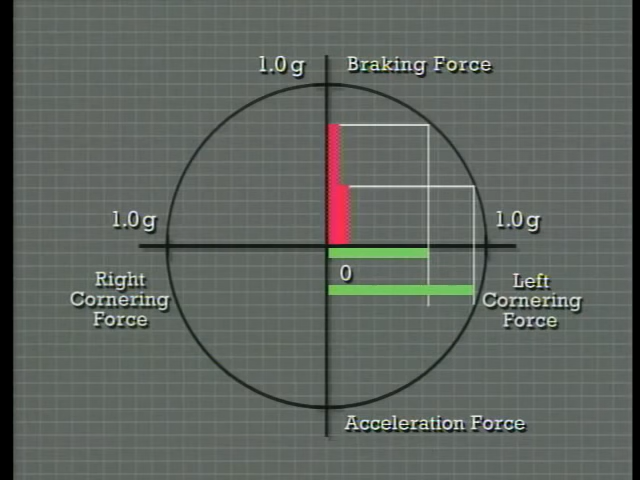 1.0 g Braking Force
1.0 g
1.0 g
0
Right
Cornering
Force
Left
Cornering
Force
Acceleration Force